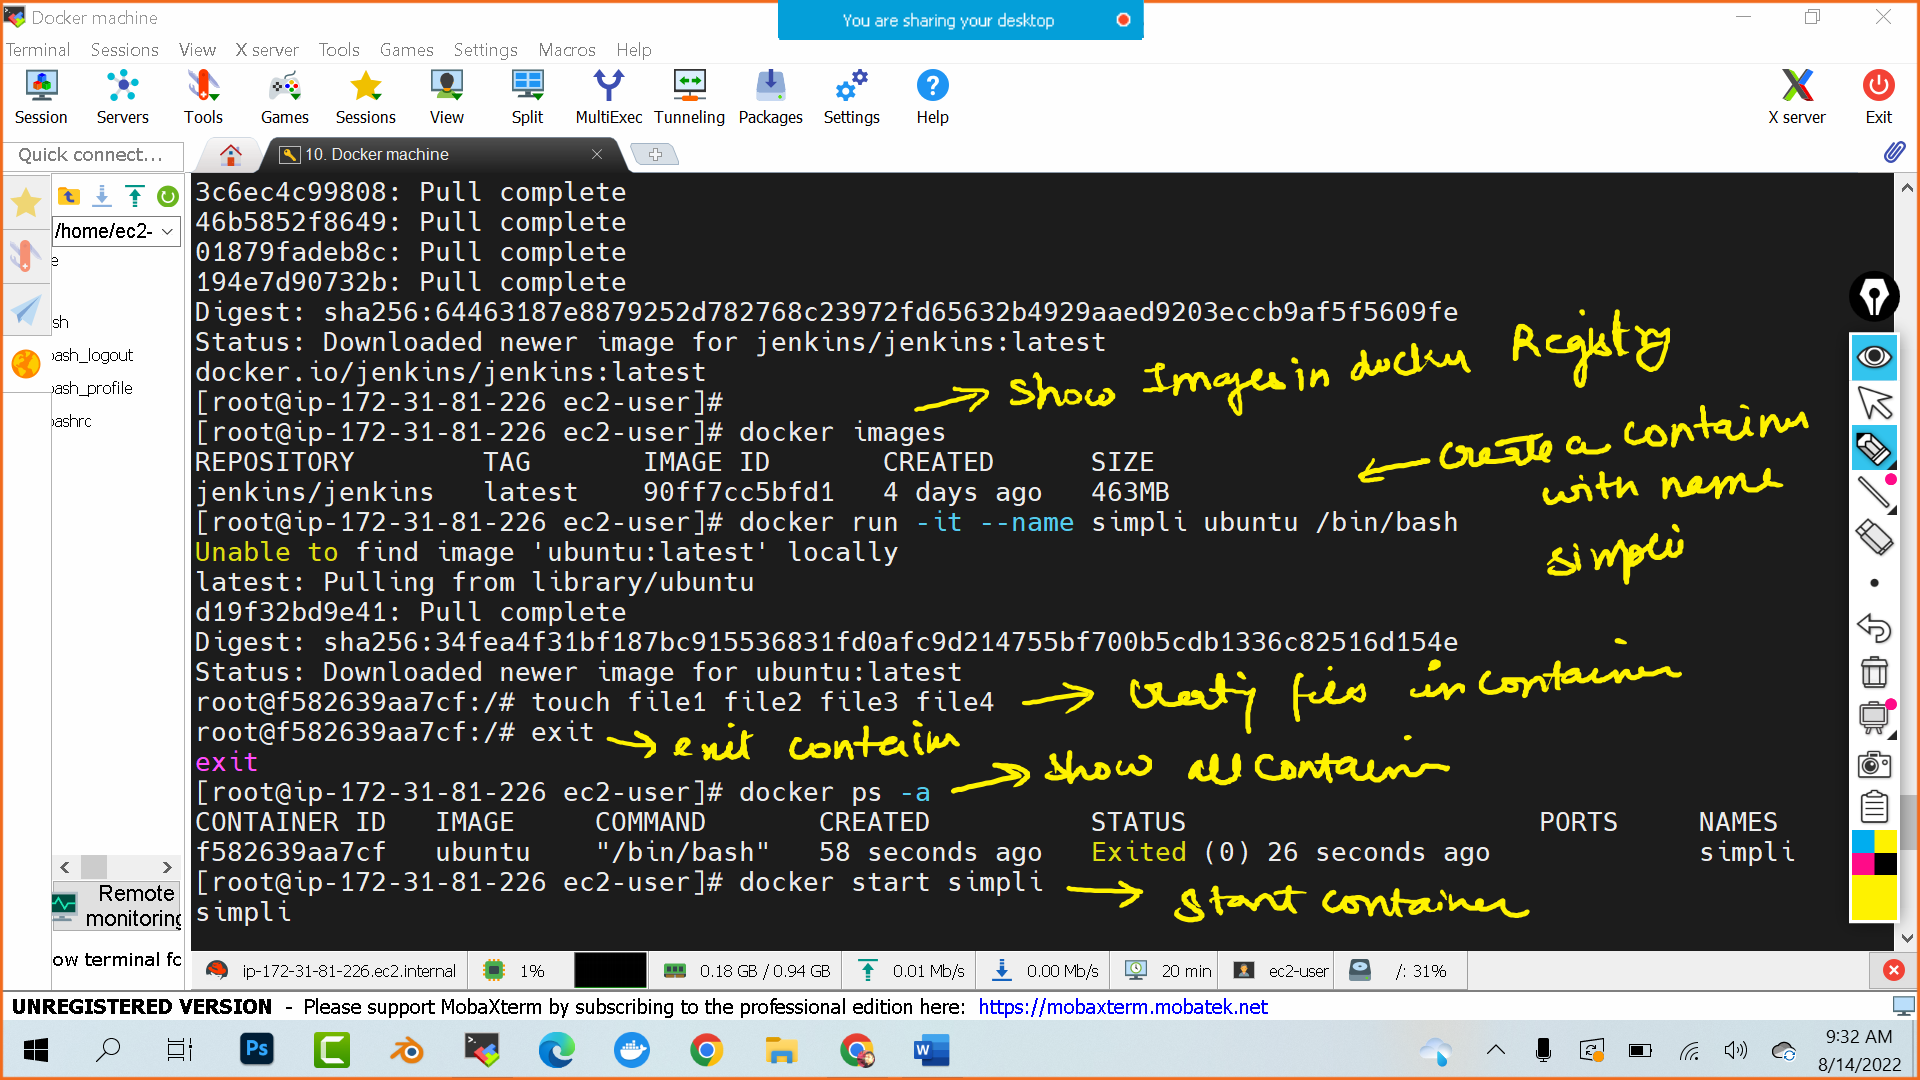 Docker machine
You are sharing your desktop
Terminal Sessions View X server Tools Games Settings Macros Help
Session Servers Tools Games Sessions View Split MultiExec Tunneling Packages Settings Help X server Exit
Quick connect...
10. Docker machine
/home/ec2-
e
sh
bash_logout
bash_profile
bashrc
3c6ec4c99808: Pull complete
46b5852f8649: Pull complete
01879fadeb8c: Pull complete
194e7d90732b: Pull complete
Digest: sha256:64463187e8879252d782768c23972fd65632b4929aaed9203eccb9af5f5609fe
Status: Downloaded newer image for jenkins/jenkins:latest
docker.io/jenkins/jenkins:latest
[root@ip-172-31-81-226 ec2-user]#
Show Images in docker Registry
[root@ip-172-31-81-226 ec2-user]# docker images
REPOSITORY TAG IMAGE ID CREATED SIZE
jenkins/jenkins latest 90ff7cc5bfd1 4 days ago 463MB
create a container
with name
simpli
[root@ip-172-31-81-226 ec2-user]# docker run -it --name simpli ubuntu /bin/bash
Unable to find image 'ubuntu:latest' locally
latest: Pulling from library/ubuntu
d19f32bd9e41: Pull complete
Digest: sha256:34fea4f31bf187bc915536831fd0afc9d214755bf700b5cdb1336c82516d154e
Status: Downloaded newer image for ubuntu:latest
root@f582639aa7cf:/# touch file1 file2 file3 file4
files in container
root@f582639aa7cf:/# exit
exit contain
exit
[root@ip-172-31-81-226 ec2-user]# docker ps -a
Show all Contain
CONTAINER ID IMAGE COMMAND CREATED STATUS PORTS NAMES
f582639aa7cf ubuntu "/bin/bash" 58 seconds ago Exited (0) 26 seconds ago simpli
[root@ip-172-31-81-226 ec2-user]# docker start simpli
start container
simpli
Remote
monitoring
ow terminal fo
ip-172-31-81-226.ec2.internal 1% 0.18 GB / 0.94 GB 0.01 Mb/s 0.00 Mb/s 20 min ec2-user /: 31%
UNREGISTERED VERSION - Please support MobaXterm by subscribing to the professional edition here: https://mobaxterm.mobatek.net
Ps
C
W
9:32 AM
8/14/2022